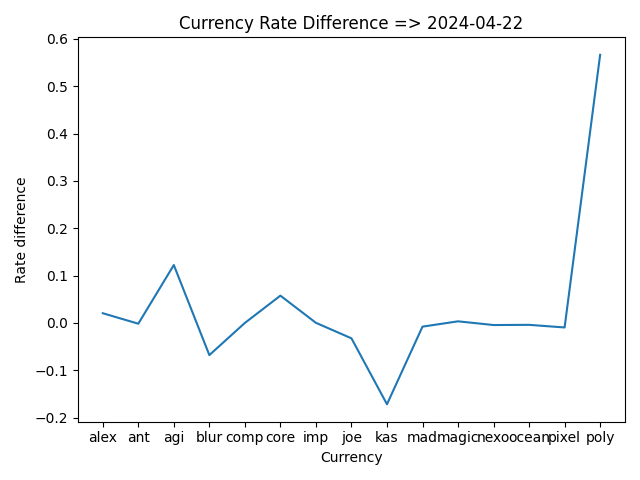 Currency Rate Difference => 2024-04-22
0.6
0.5
0.4
0.3
0.2
0.1
0.0
−0.1
−0.2
Rate difference
alex ant agi blur comp core imp joe kas mad magic nexo ocean pixel poly
Currency